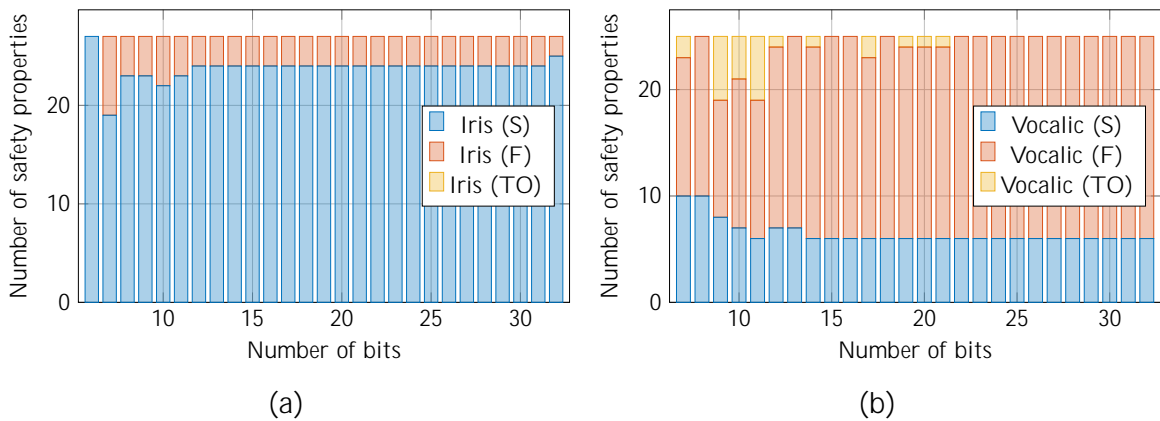 Number of safety properties
20
10
0
Iris (S)
Iris (F)
Iris (TO)
10 15 20 25 30
Number of bits
(a)
Number of safety properties
20
10
0
Vocalic (S)
Vocalic (F)
Vocalic (TO)
10 15 20 25 30
Number of bits
(b)